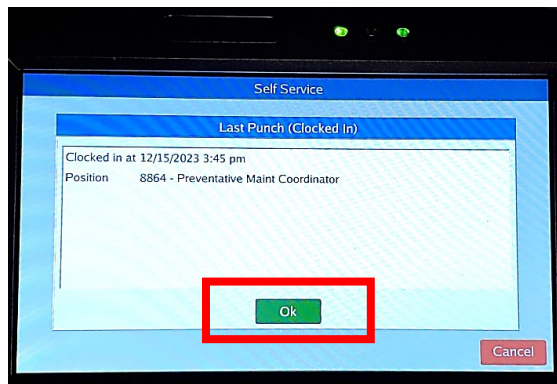 Self Service
Last Punch (Clocked In)
Clocked in at 12/15/2023 3:45 pm
Position 8864 - Preventative Maint Coordinator
Ok
Cancel